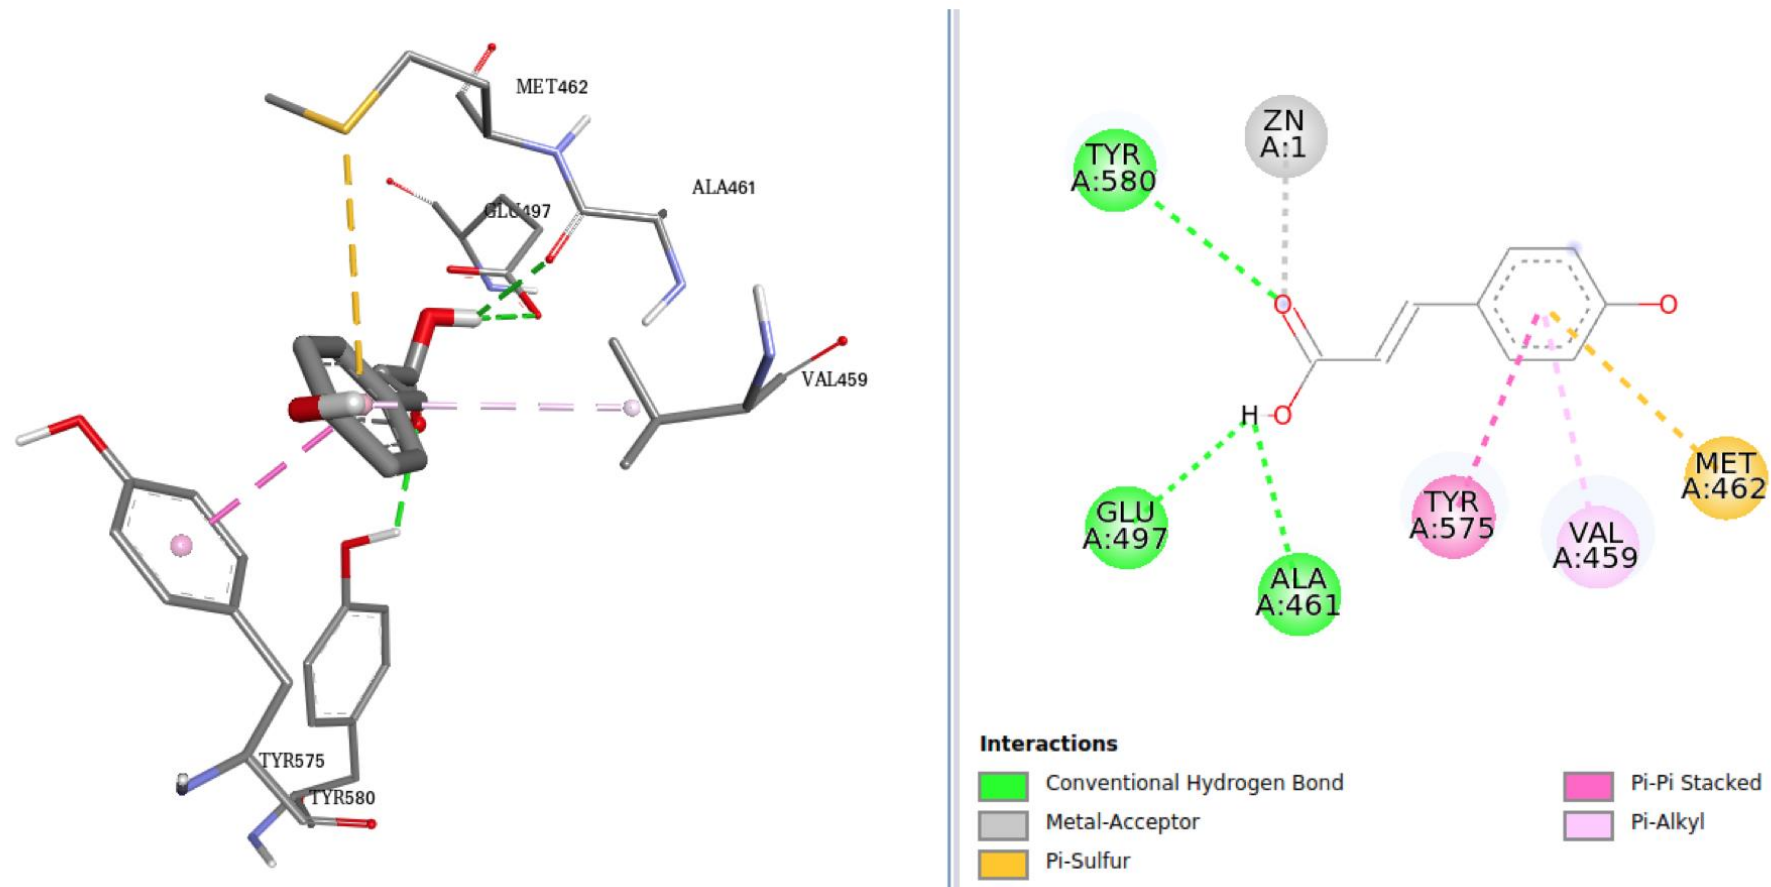 MET462
ALA461
GLU497
VAL459
TYR575
TYR580
ZN
A:1
TYR
A:580
O
O
H
O
MET
A:462
TYR
A:575
GLU
A:497
VAL
A:459
ALA
A:461
Interactions
Conventional Hydrogen Bond
Metal-Acceptor
Pi-Sulfur
Pi-Pi Stacked
Pi-Alkyl